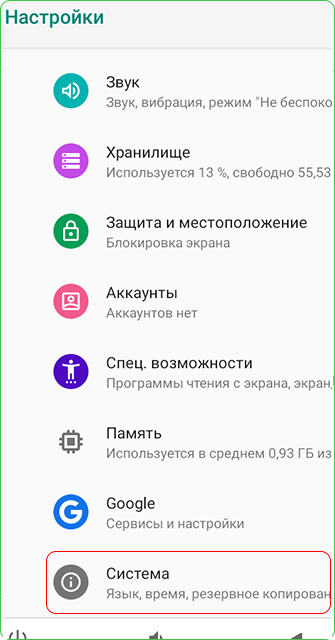 Настройки
Звук
Звук, вибрация, режим "Не беспоко
Хранилище
Используется 13 %, свободно 55,53
Защита и местоположение
Блокировка экрана
Аккаунты
Аккаунтов нет
Спец. возможности
Программы чтения с экрана, экран,
Память
Используется в среднем 0,93 ГБ из
Google
Сервисы и настройки
Система
Язык, время, резервное копирован